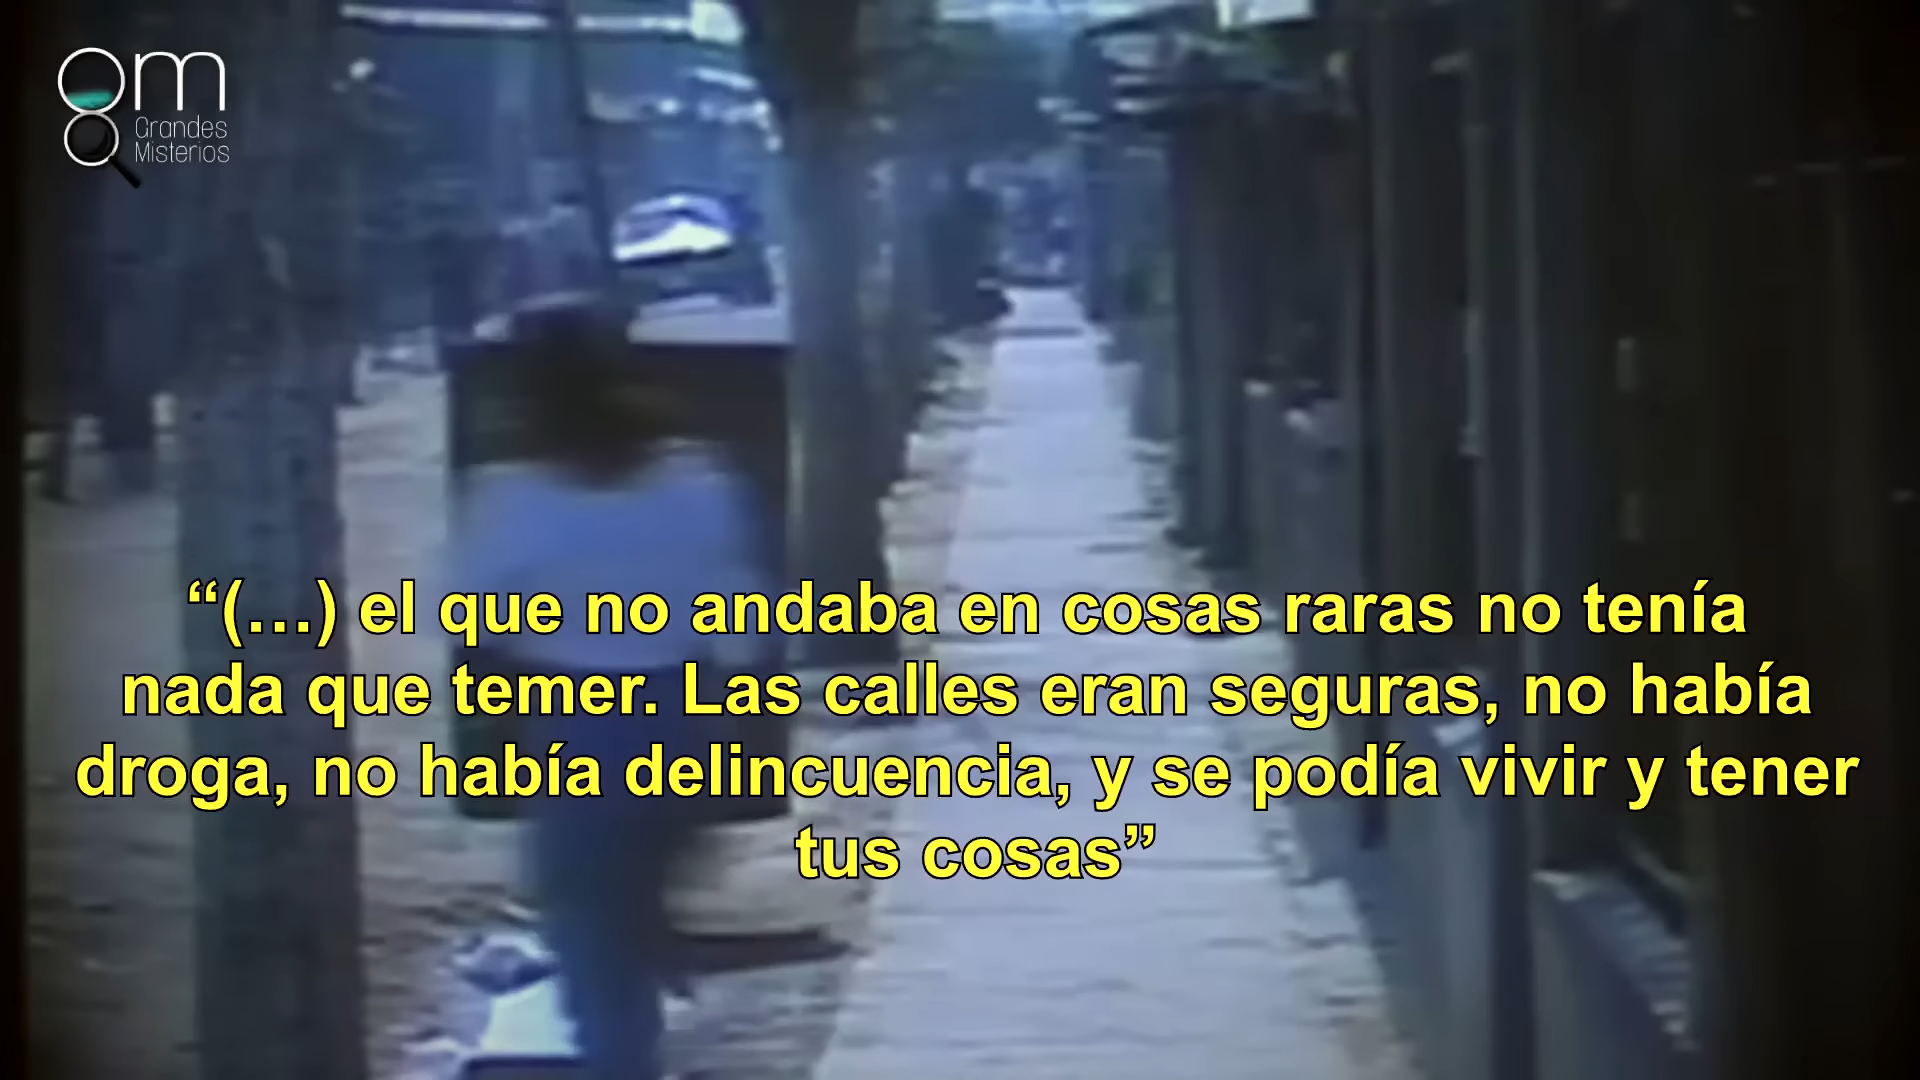 Grandes
Misterios
“(…) el que no andaba en cosas raras no tenía
nada que temer. Las calles eran seguras, no había
droga, no había delincuencia, y se podía vivir y tener
tus cosas”